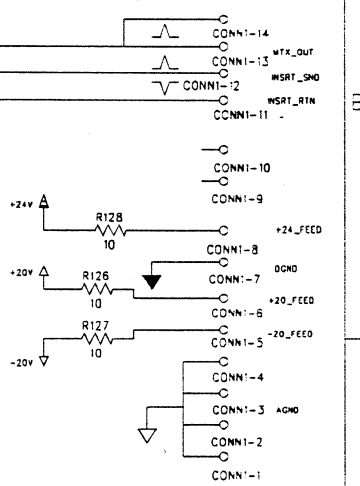 CONN1-14
MTX_OUT
CONN1-13
INSRT_SND
CONN1-12
INSRT_RTN
CONN1-11
CONN1-10
CONN1-9
+24V
R128
10
+24_FEED
CONN1-8
DGND
CONN1-7
+20V
R126
10
+20_FEED
CONN1-6
R127
10
-20_FEED
CONN1-5
-20V
CONN1-4
CONN1-3 AGND
CONN1-2
CONN1-1